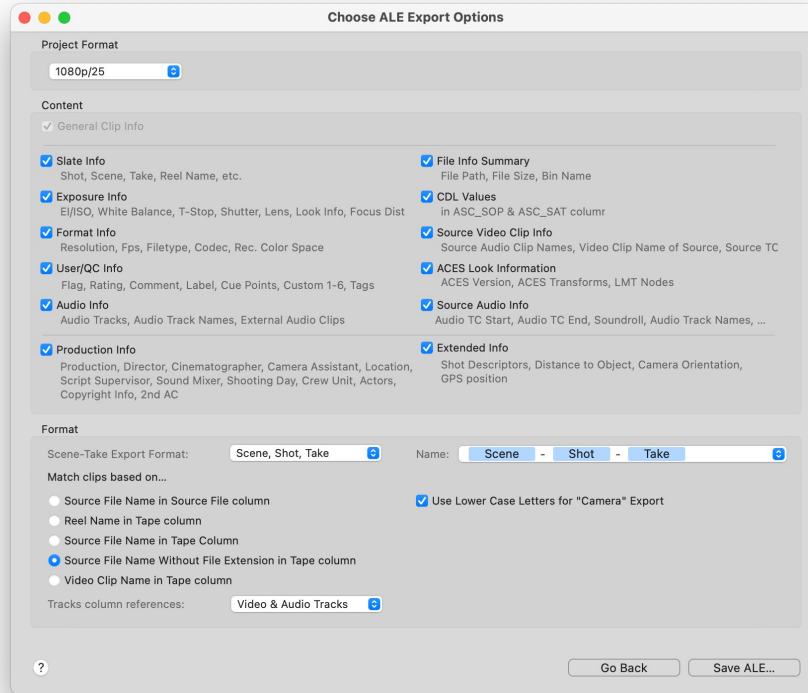 Choose ALE Export Options
Project Format
1080p/25
Content
General Clip Info
Slate Info
Shot, Scene, Take, Reel Name, etc.
Exposure Info
EI/ISO, White Balance, T-Stop, Shutter, Lens, Look Info, Focus Dist
Format Info
Resolution, Fps, Filetype, Codec, Rec. Color Space
User/QC Info
Flag, Rating, Comment, Label, Cue Points, Custom 1-6, Tags
Audio Info
Audio Tracks, Audio Track Names, External Audio Clips
Production Info
Production, Director, Cinematographer, Camera Assistant, Location,
Script Supervisor, Sound Mixer, Shooting Day, Crew Unit, Actors,
Copyright Info, 2nd AC
File Info Summary
File Path, File Size, Bin Name
CDL Values
in ASC_SOP & ASC_SAT columr
Source Video Clip Info
Source Audio Clip Names, Video Clip Name of Source, Source TC
ACES Look Information
ACES Version, ACES Transforms, LMT Nodes
Source Audio Info
Audio TC Start, Audio TC End, Soundroll, Audio Track Names, ...
Extended Info
Shot Descriptors, Distance to Object, Camera Orientation,
GPS position
Format
Scene-Take Export Format: Scene, Shot, Take
Name: Scene - Shot - Take
Match clips based on...
Source File Name in Source File column
Reel Name in Tape column
Source File Name in Tape Column
Source File Name Without File Extension in Tape column
Video Clip Name in Tape column
Use Lower Case Letters for "Camera" Export
Tracks column references: Video & Audio Tracks
?
Go Back
Save ALE...